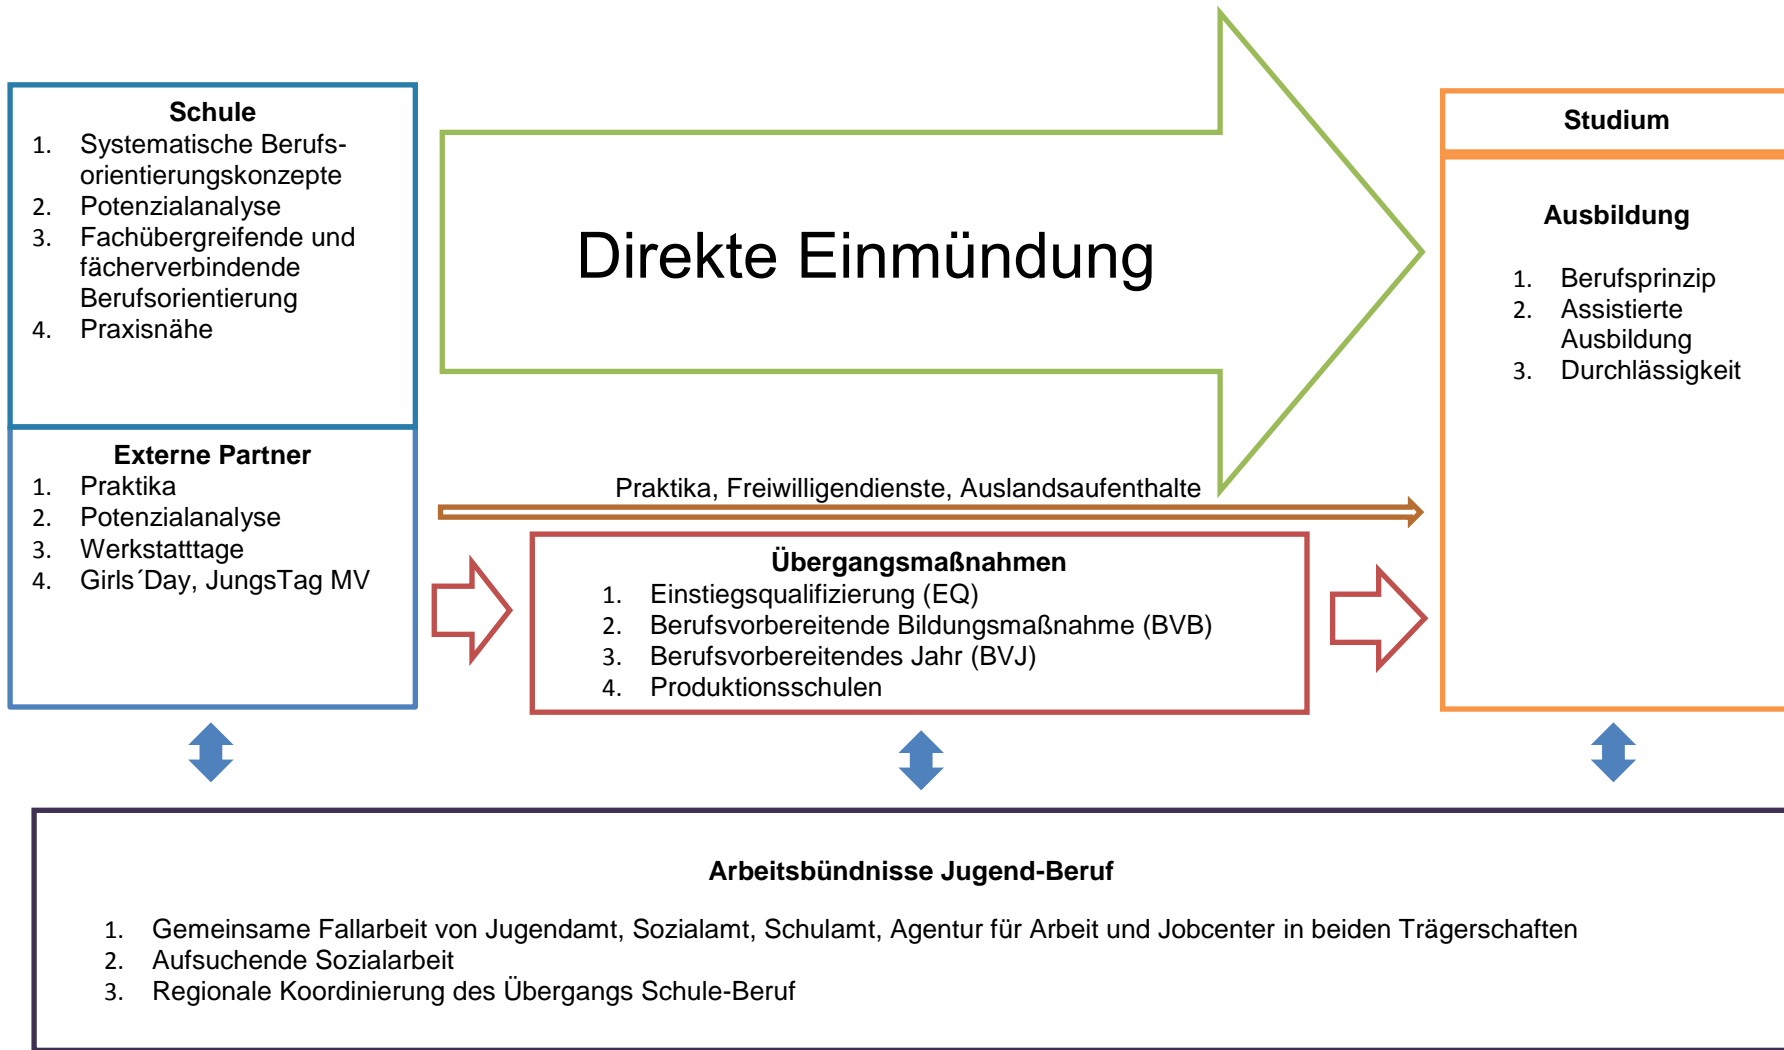 Schule
1. Systematische Berufs-
orientierungskonzepte
2. Potenzialanalyse
3. Fachübergreifende und
fächerverbindende
Berufsorientierung
4. Praxisnähe
Externe Partner
1. Praktika
2. Potenzialanalyse
3. Werkstatttage
4. Girls´Day, JungsTag MV
Direkte Einmündung
Praktika, Freiwilligendienste, Auslandsaufenthalte
Übergangsmaßnahmen
1. Einstiegsqualifizierung (EQ)
2. Berufsvorbereitende Bildungsmaßnahme (BVB)
3. Berufsvorbereitendes Jahr (BVJ)
4. Produktionsschulen
Studium
Ausbildung
1. Berufsprinzip
2. Assistierte
Ausbildung
3. Durchlässigkeit
Arbeitsbündnisse Jugend-Beruf
1. Gemeinsame Fallarbeit von Jugendamt, Sozialamt, Schulamt, Agentur für Arbeit und Jobcenter in beiden Trägerschaften
2. Aufsuchende Sozialarbeit
3. Regionale Koordinierung des Übergangs Schule-Beruf